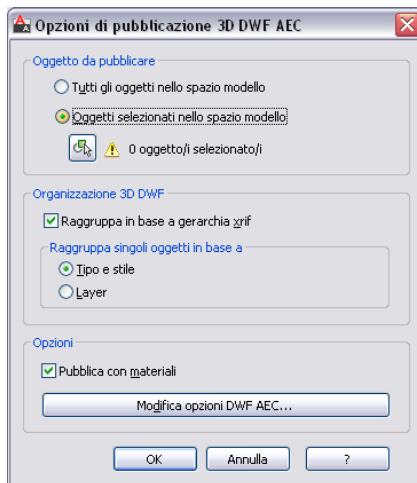 Opzioni di pubblicazione 3D DWF AEC
Oggetto da pubblicare
Tutti gli oggetti nello spazio modello
Oggetti selezionati nello spazio modello
0 oggetto/i selezionato/i
Organizzazione 3D DWF
Raggruppa in base a gerarchia xrif
Raggruppa singoli oggetti in base a
Tipo e stile
Layer
Opzioni
Pubblica con materiali
Modifica opzioni DWF AEC...
OK Annulla ?